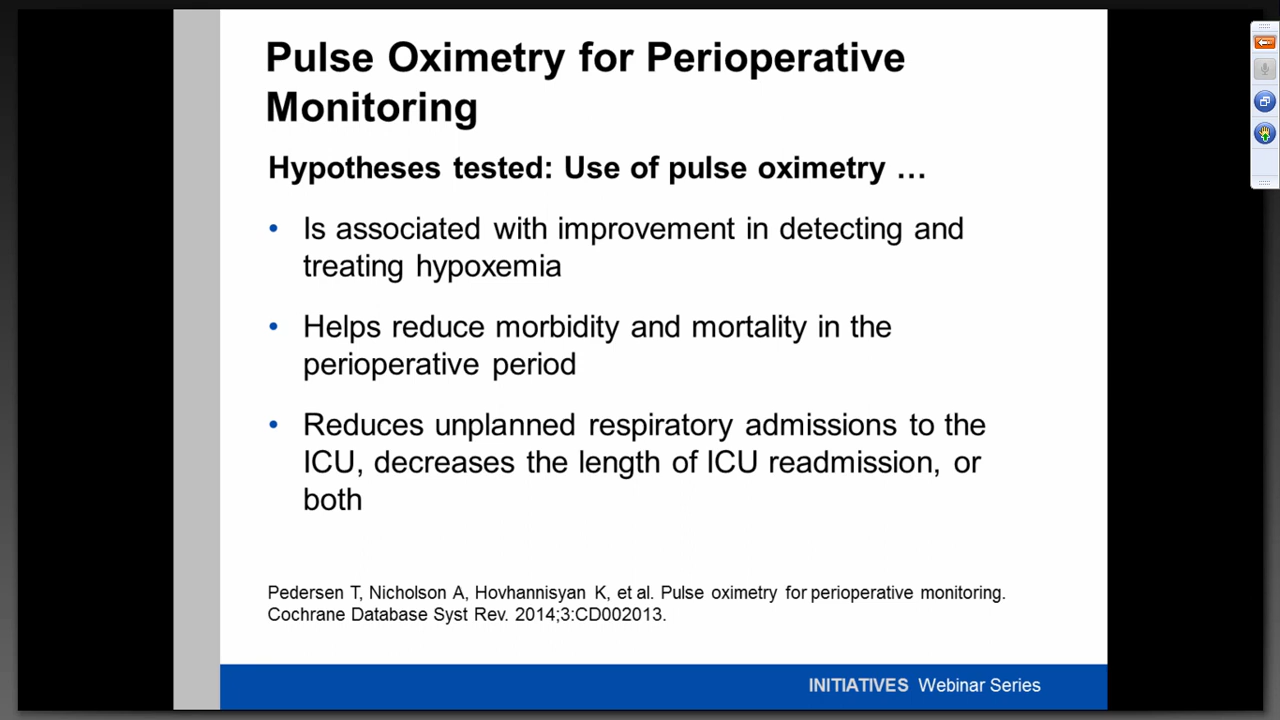 Pulse Oximetry for Perioperative
Monitoring
Hypotheses tested: Use of pulse oximetry …
• Is associated with improvement in detecting and
treating hypoxemia
• Helps reduce morbidity and mortality in the
perioperative period
• Reduces unplanned respiratory admissions to the
ICU, decreases the length of ICU readmission, or
both
Pedersen T, Nicholson A, Hovhannisyan K, et al. Pulse oximetry for perioperative monitoring.
Cochrane Database Syst Rev. 2014;3:CD002013.
INITIATIVES Webinar Series